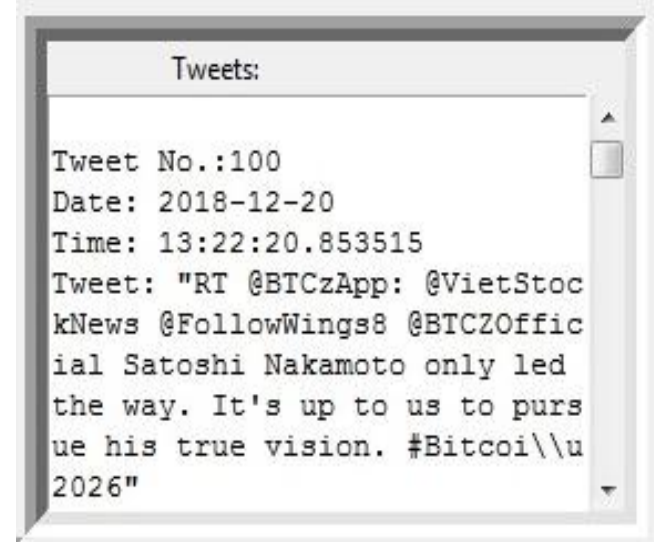 Tweets:
Tweet No.:100
Date: 2018-12-20
Time: 13:22:20.853515
Tweet: "RT @BTCzApp: @VietStoc
kNews @FollowWings8 @BTCZOffic
ial Satoshi Nakamoto only led
the way. It's up to us to purs
ue his true vision. #Bitcoi\\u
2026"